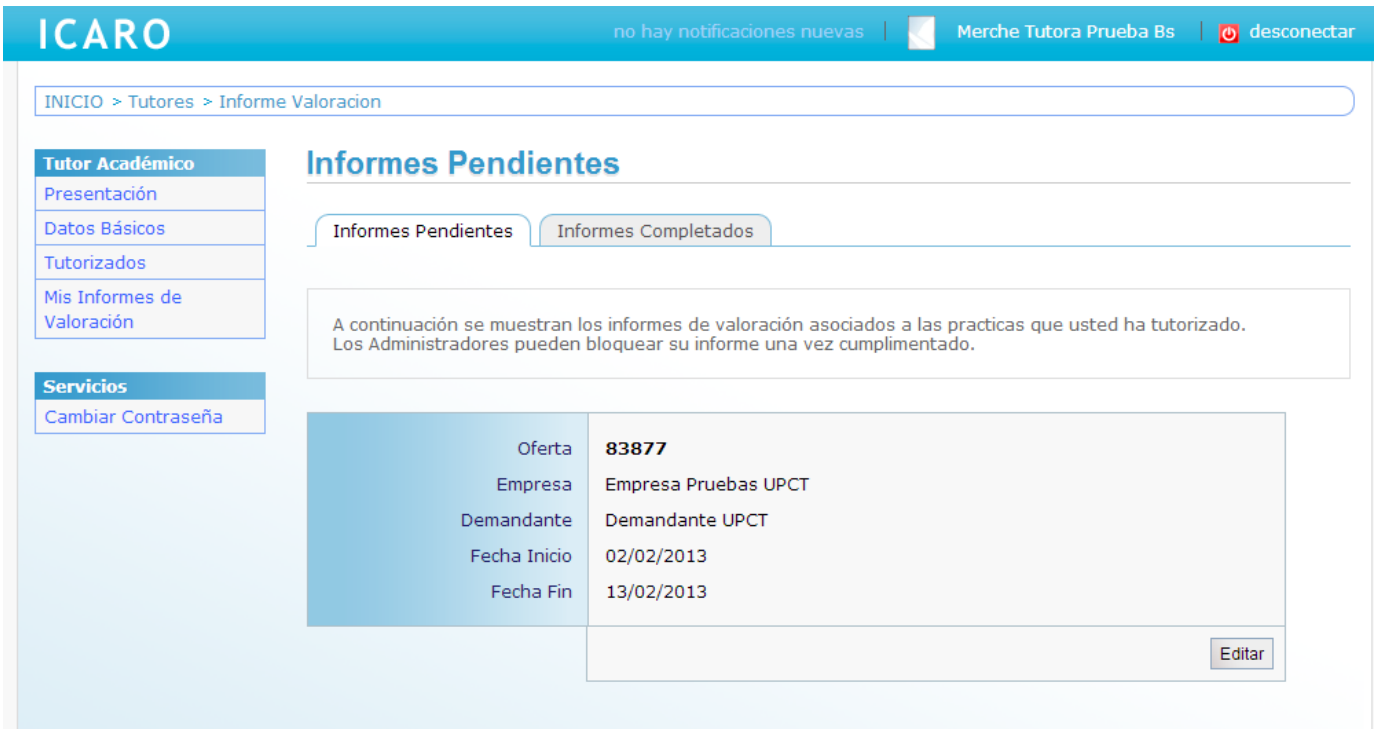 ICARO
no hay notificaciones nuevas
Merche Tutora Prueba Bs
desconectar
INICIO > Tutores > Informe Valoracion
Tutor Académico
Presentación
Datos Básicos
Tutorizados
Mis Informes de
Valoración
Servicios
Cambiar Contraseña
Informes Pendientes
Informes Pendientes
Informes Completados
A continuación se muestran los informes de valoración asociados a las practicas que usted ha tutorizado.
Los Administradores pueden bloquear su informe una vez cumplimentado.
Oferta 83877
Empresa Empresa Pruebas UPCT
Demandante Demandante UPCT
Fecha Inicio 02/02/2013
Fecha Fin 13/02/2013
Editar